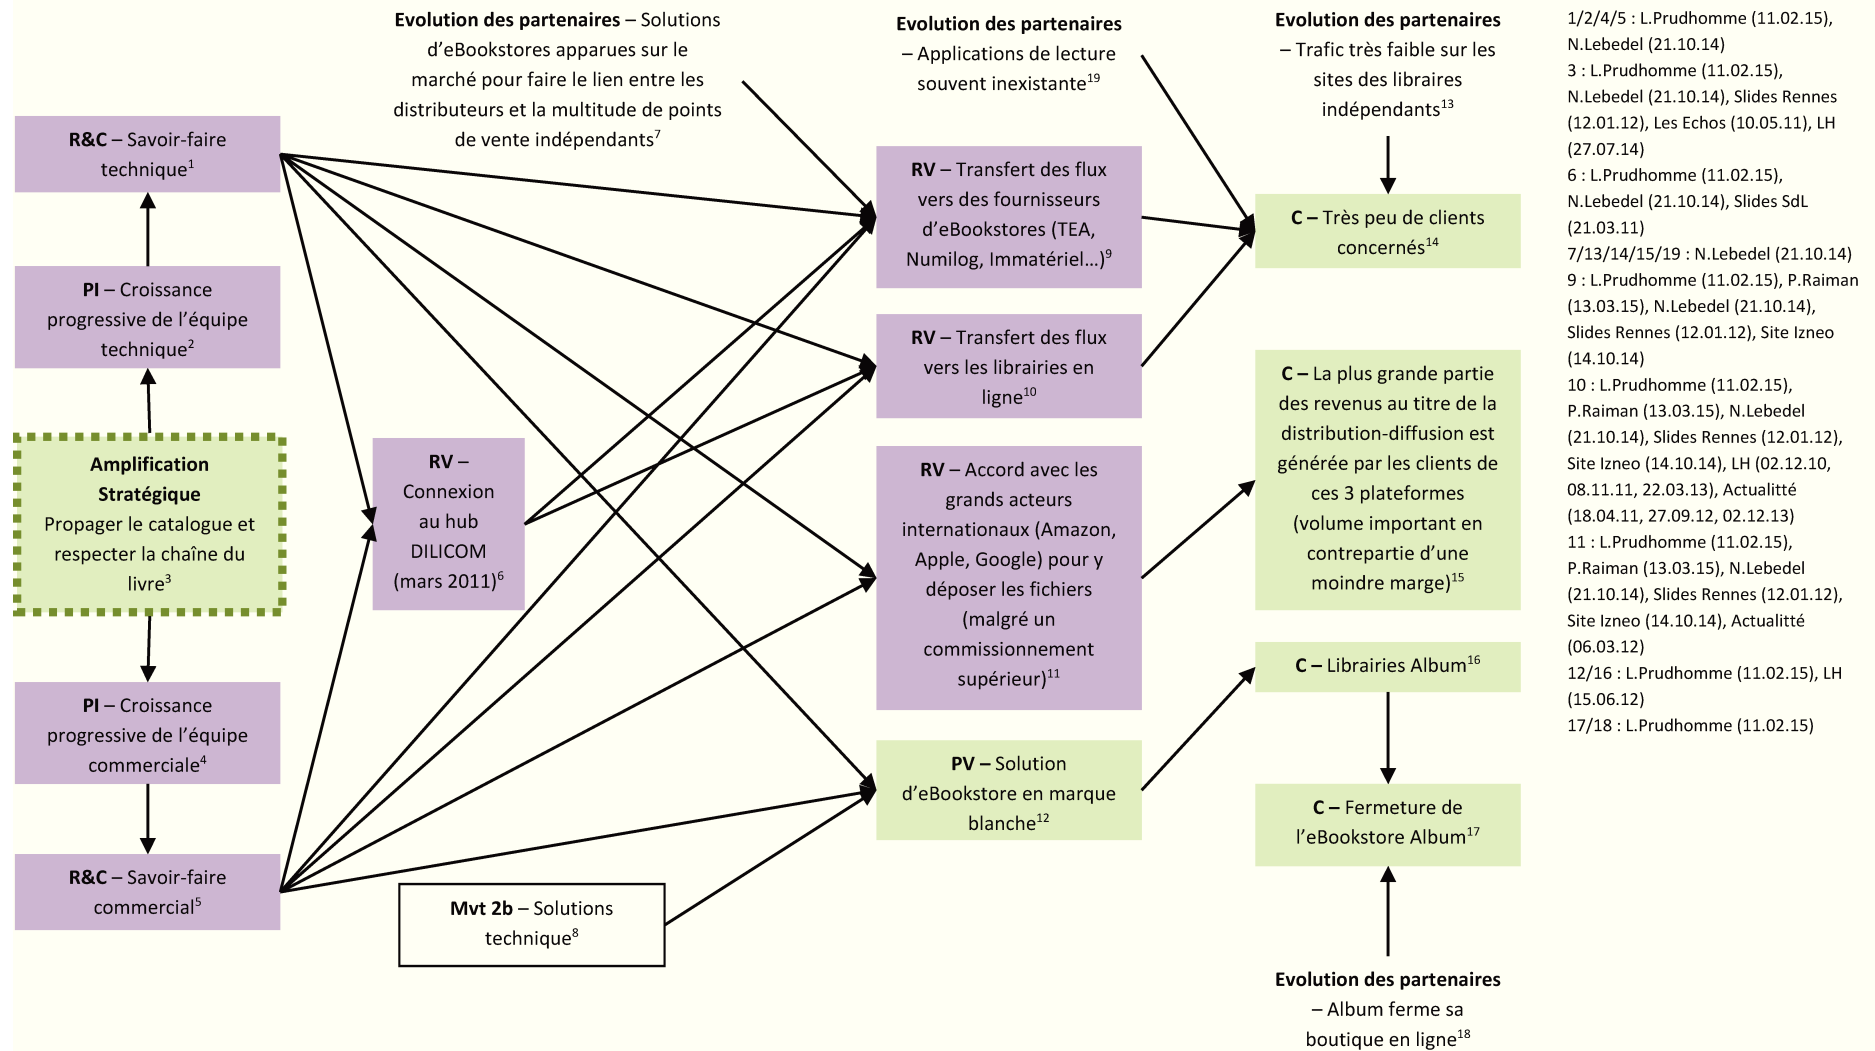 Evolution des partenaires – Solutions
d’eBookstores apparues sur le
marché pour faire le lien entre les
distributeurs et la multitude de points
de vente indépendants7
Evolution des partenaires
– Applications de lecture
souvent inexistante19
Evolution des partenaires
– Trafic très faible sur les
sites des libraires
indépendants13
R&C – Savoir-faire
technique1
PI – Croissance
progressive de l’équipe
technique2
Amplification
Stratégique
Propager le catalogue et
respecter la chaîne du
livre3
PI – Croissance
progressive de l’équipe
commerciale4
R&C – Savoir-faire
commercial5
RV –
Connexion
au hub
DILICOM
(mars 2011)6
Mvt 2b – Solutions
technique8
RV – Transfert des flux
vers des fournisseurs
d’eBookstores (TEA,
Numilog, Immatériel…)9
RV – Transfert des flux
vers les librairies en
ligne10
RV – Accord avec les
grands acteurs
internationaux (Amazon,
Apple, Google) pour y
déposer les fichiers
(malgré un
commissionnement
supérieur)11
PV – Solution
d’eBookstore en marque
blanche12
C – Très peu de clients
concernés14
C – La plus grande partie
des revenus au titre de la
distribution-diffusion est
générée par les clients de
ces 3 plateformes
(volume important en
contrepartie d’une
moindre marge)15
C – Librairies Album16
C – Fermeture de
l’eBookstore Album17
Evolution des partenaires
– Album ferme sa
boutique en ligne18
1/2/4/5 : L.Prudhomme (11.02.15),
N.Lebedel (21.10.14)
3 : L.Prudhomme (11.02.15),
N.Lebedel (21.10.14), Slides Rennes
(12.01.12), Les Echos (10.05.11), LH
(27.07.14)
6 : L.Prudhomme (11.02.15),
N.Lebedel (21.10.14), Slides SdL
(21.03.11)
7/13/14/15/19 : N.Lebedel (21.10.14)
9 : L.Prudhomme (11.02.15), P.Raiman
(13.03.15), N.Lebedel (21.10.14),
Slides Rennes (12.01.12), Site Izneo
(14.10.14)
10 : L.Prudhomme (11.02.15),
P.Raiman (13.03.15), N.Lebedel
(21.10.14), Slides Rennes (12.01.12),
Site Izneo (14.10.14), LH (02.12.10,
08.11.11, 22.03.13), Actualitté
(18.04.11, 27.09.12, 02.12.13)
11 : L.Prudhomme (11.02.15),
P.Raiman (13.03.15), N.Lebedel
(21.10.14), Slides Rennes (12.01.12),
Site Izneo (14.10.14), Actualitté
(06.03.12)
12/16 : L.Prudhomme (11.02.15), LH
(15.06.12)
17/18 : L.Prudhomme (11.02.15)